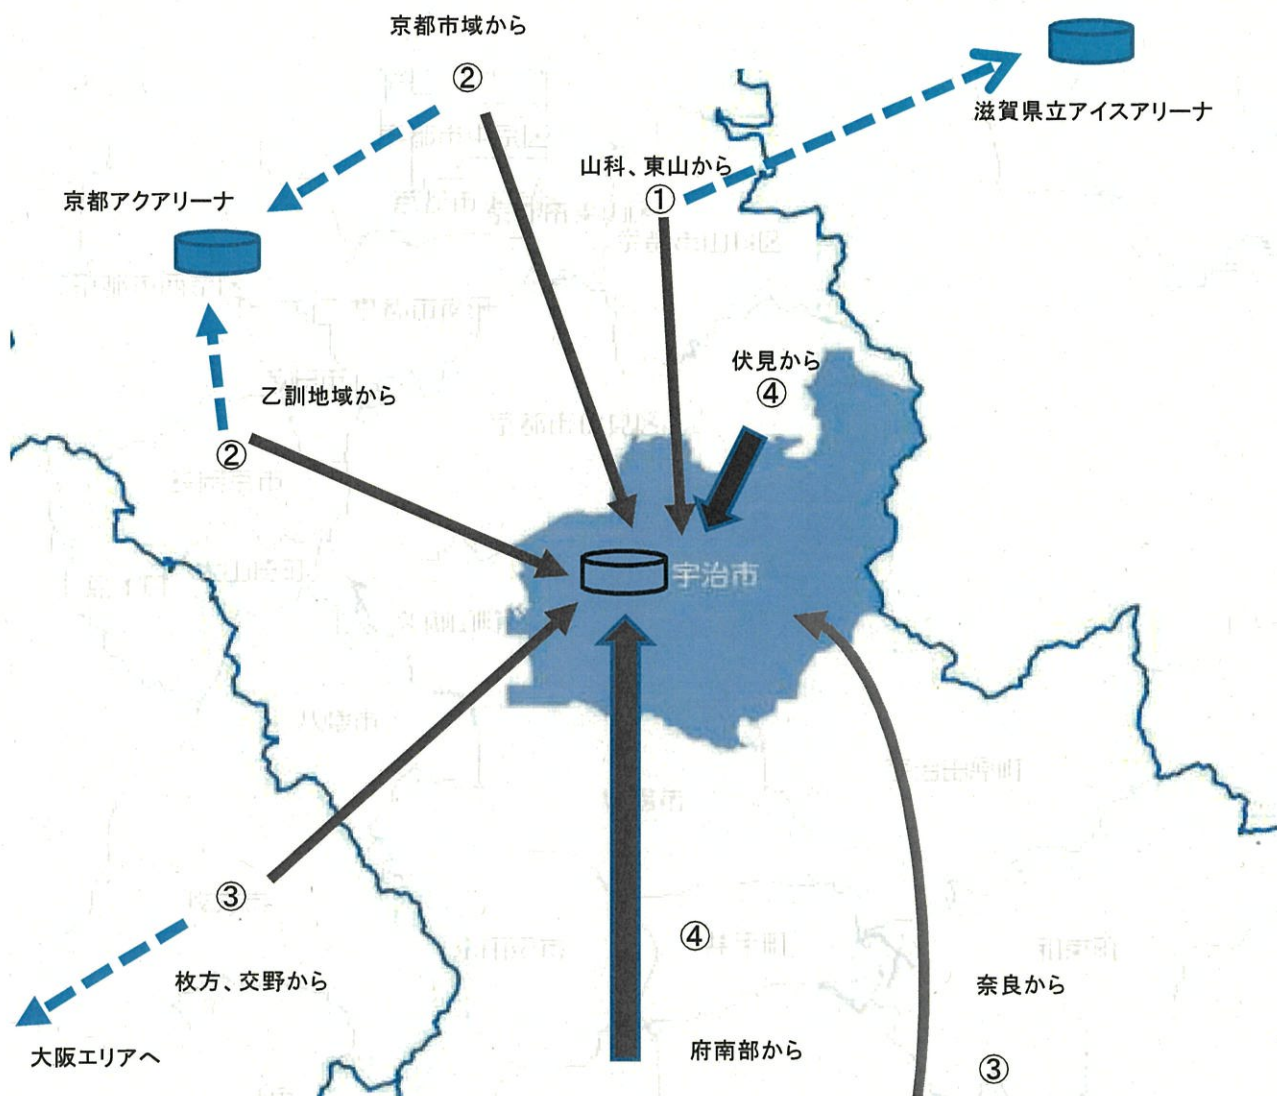 京都市域から
②
滋賀県立アイスアリーナ
山科、東山から
①
京都アクアリーナ
伏見から
④
乙訓地域から
②
宇治市
③
④
枚方、交野から
奈良から
大阪エリアへ
府南部から
③